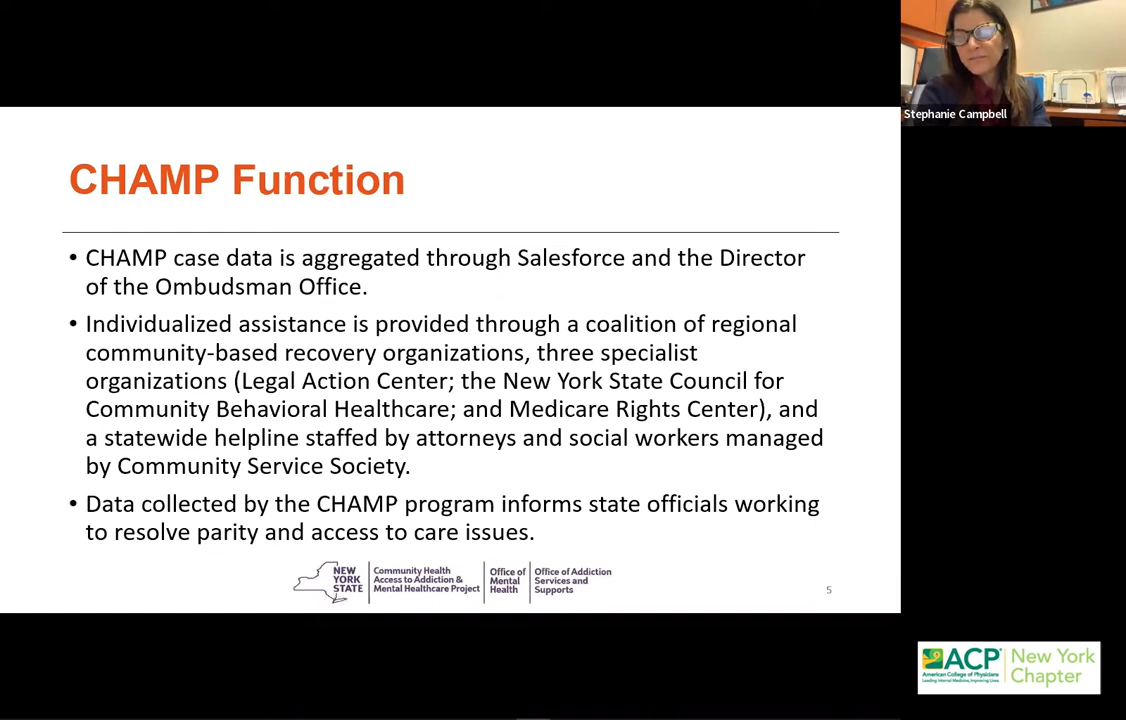 Stephanie Campbell
CHAMP Function
• CHAMP case data is aggregated through Salesforce and the Director
of the Ombudsman Office.
• Individualized assistance is provided through a coalition of regional
community-based recovery organizations, three specialist
organizations (Legal Action Center; the New York State Council for
Community Behavioral Healthcare; and Medicare Rights Center), and
a statewide helpline staffed by attorneys and social workers managed
by Community Service Society.
• Data collected by the CHAMP program informs state officials working
to resolve parity and access to care issues.
NEW
YORK
STATE
Community Health
Access to Addiction &
Mental Healthcare Project
Office of
Mental
Health
Office of Addiction
Services and
Supports
5
ACP®
American College of Physicians
Leading Internal Medicine, Improving Lives
New York
Chapter